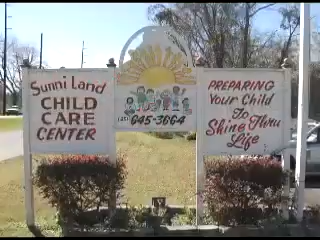 Sunni Land
CHILD
CARE
CENTER
645-3664
PREPARING
Your Child
To
Shine Thru
Life